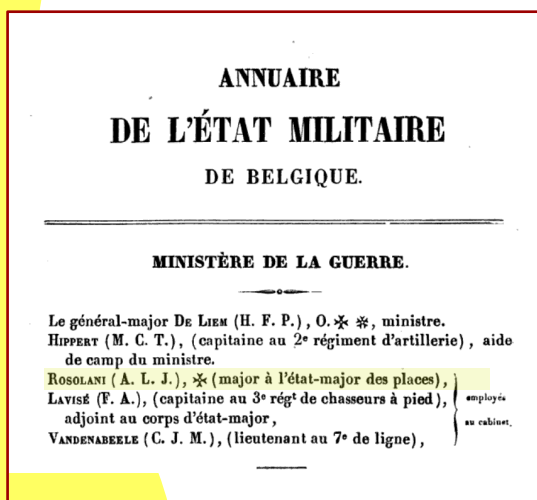 ANNUAIRE
DE L'ÉTAT MILITAIRE
DE BELGIQUE.
MINISTÈRE DE LA GUERRE.
Le général-major DE LIEM (H. F. P.), O. ✠ ✼, ministre.
HIPPERT (M. C. T.), (capitaine au 2e régiment d'artillerie), aide
de camp du ministre.
ROSOLANI (A. L. J.), ✠ (major à l'état-major des places),
LAVISÉ (F. A.), (capitaine au 3e régt de chasseurs à pied),
adjoint au corps d'état-major,
VANDENABEELE (C. J. M.), (lieutenant au 7e de ligne),
employés
au cabinet.